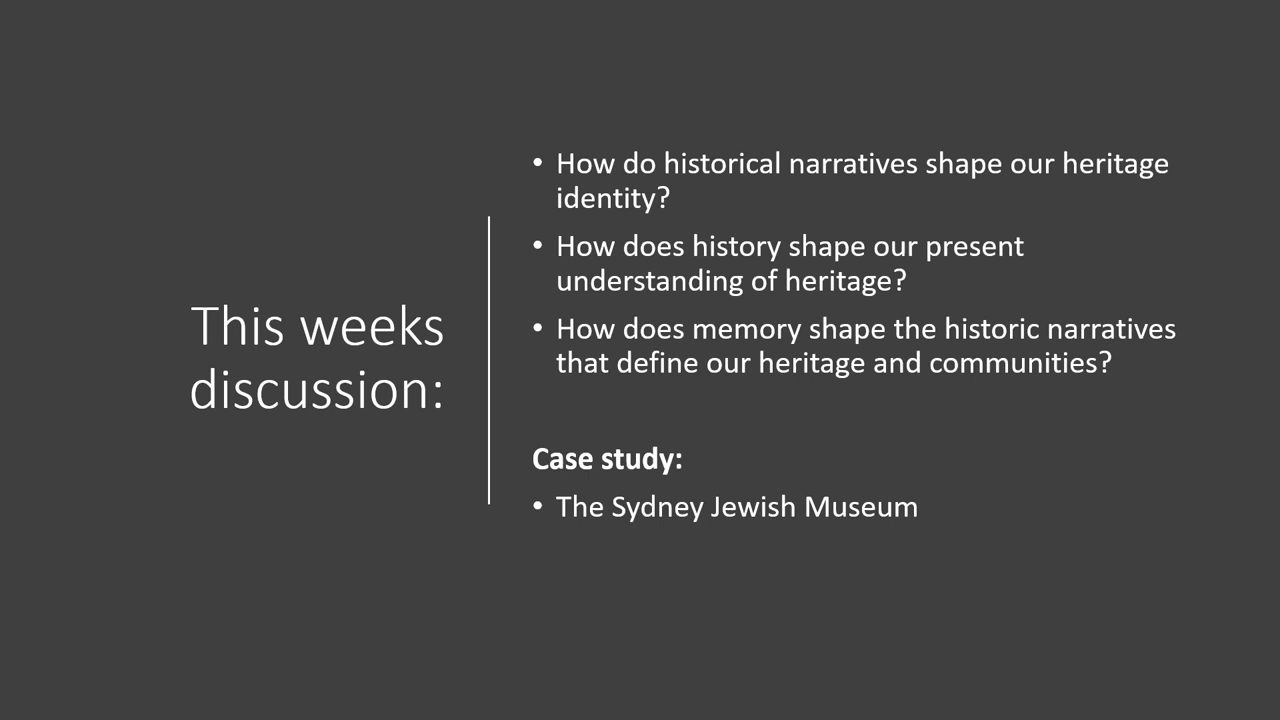 This weeks
discussion:
• How do historical narratives shape our heritage
identity?
• How does history shape our present
understanding of heritage?
• How does memory shape the historic narratives
that define our heritage and communities?
Case study:
• The Sydney Jewish Museum